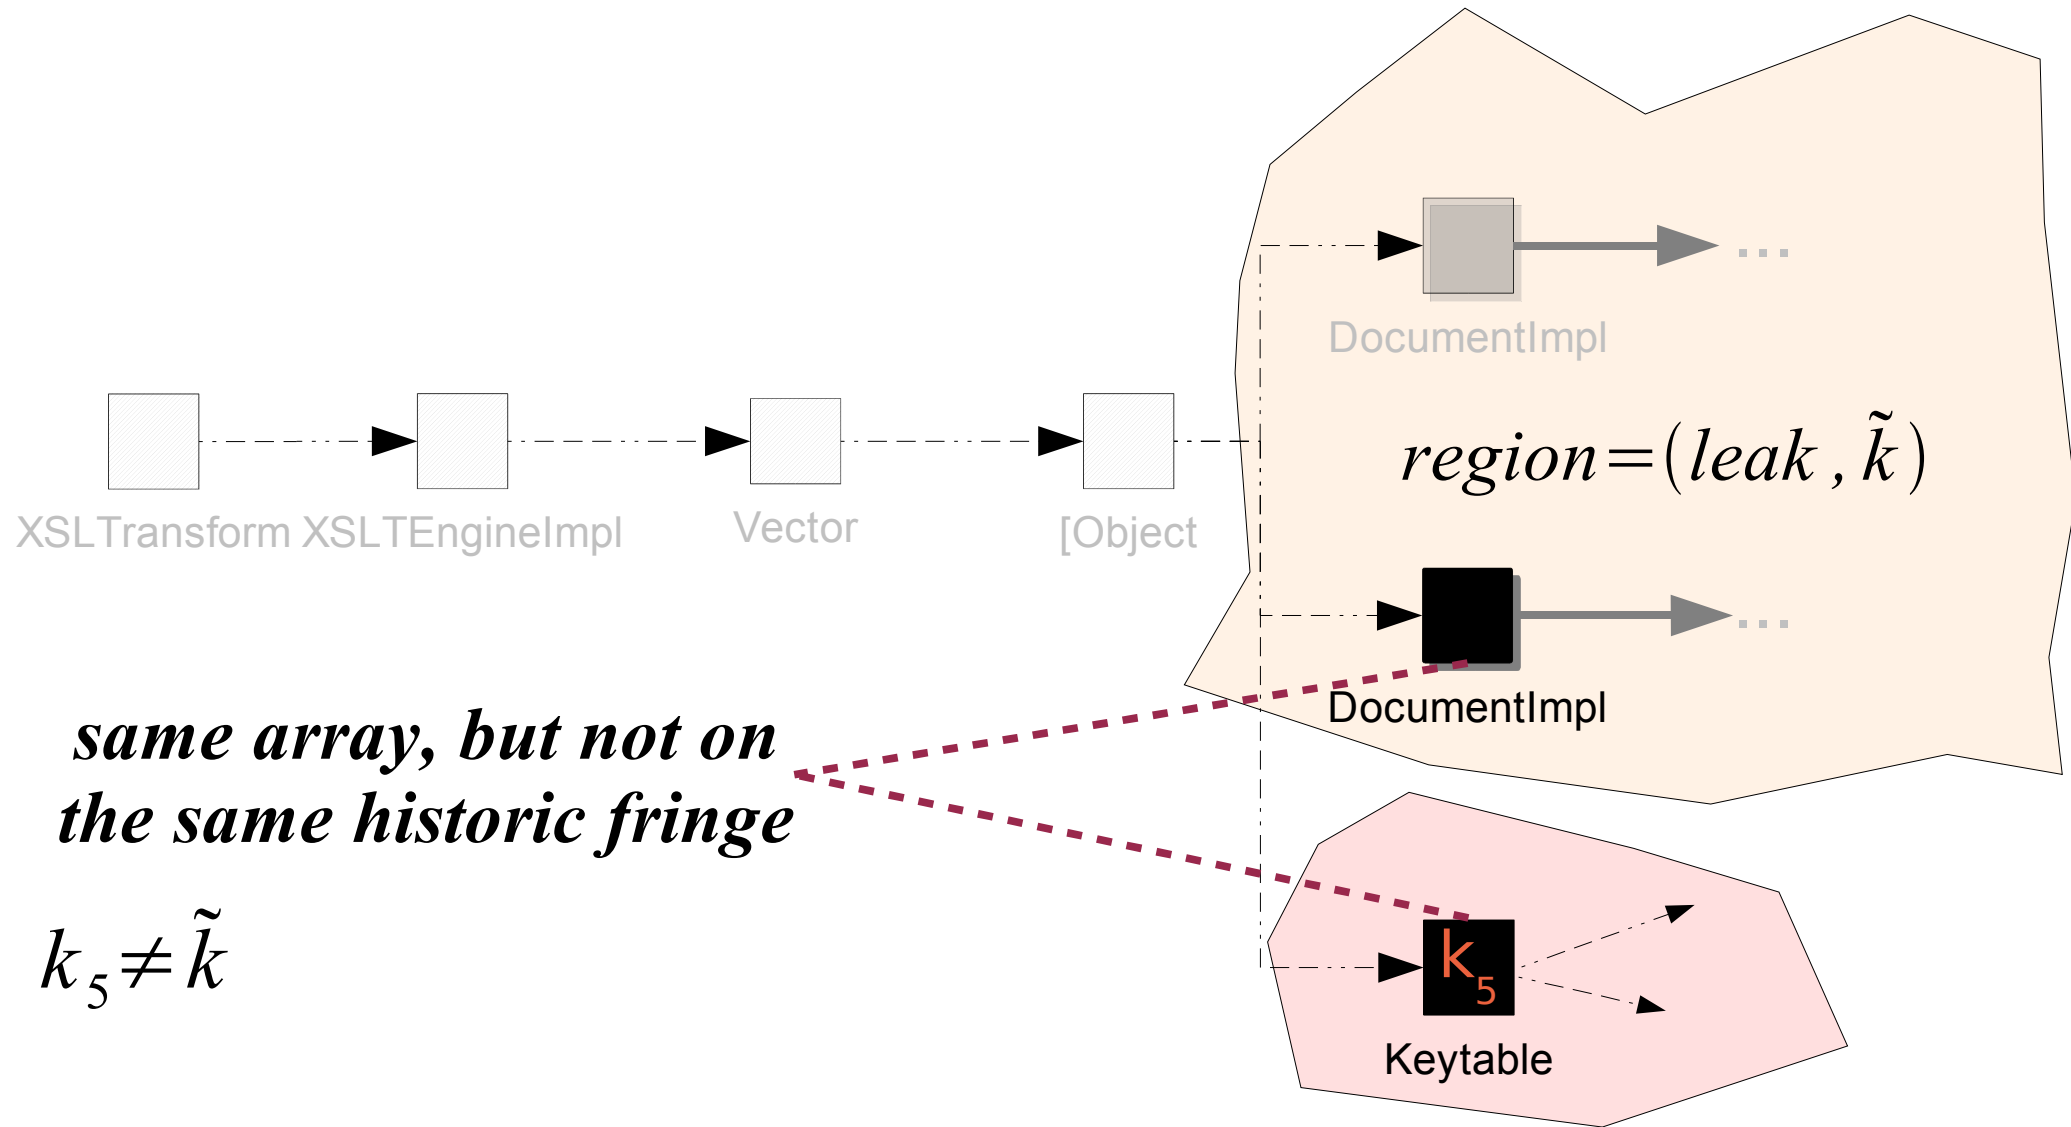 ...
DocumentImpl
region=(leak, k̃)
XSLTransform
XSLTEngineImpl
Vector
[Object
...
DocumentImpl
same array, but not on
the same historic fringe
k₅≠k̃
k₅
Keytable